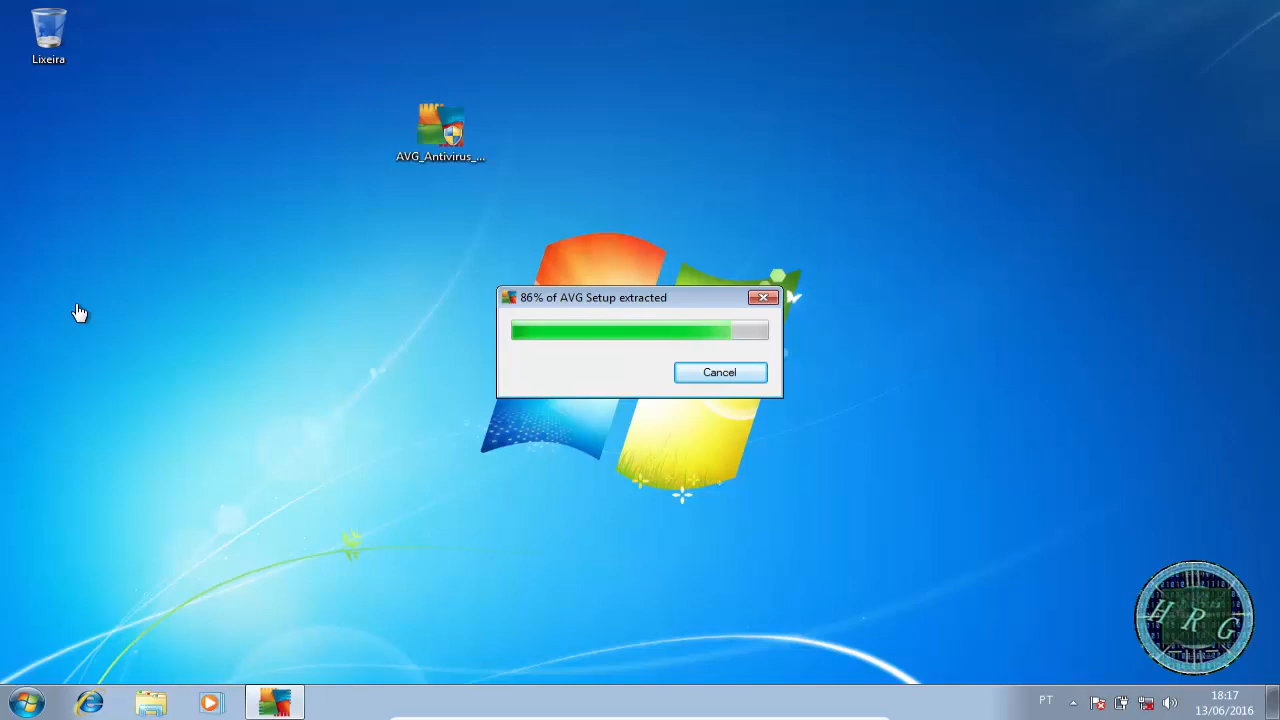 Lixeira
AVG_Antivirus_...
86% of AVG Setup extracted
Cancel
H R G
PT
18:17
13/06/2016